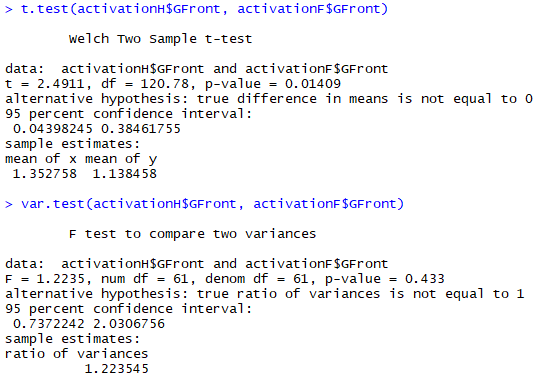 > t.test(activationH$GFront, activationF$GFront)
Welch Two Sample t-test
data:  activationH$GFront and activationF$GFront
t = 2.4911, df = 120.78, p-value = 0.01409
alternative hypothesis: true difference in means is not equal to 0
95 percent confidence interval:
 0.04398245 0.38461755
sample estimates:
mean of x mean of y
 1.352758  1.138458
> var.test(activationH$GFront, activationF$GFront)
F test to compare two variances
data:  activationH$GFront and activationF$GFront
F = 1.2235, num df = 61, denom df = 61, p-value = 0.433
alternative hypothesis: true ratio of variances is not equal to 1
95 percent confidence interval:
 0.7372242 2.0306756
sample estimates:
ratio of variances
1.223545